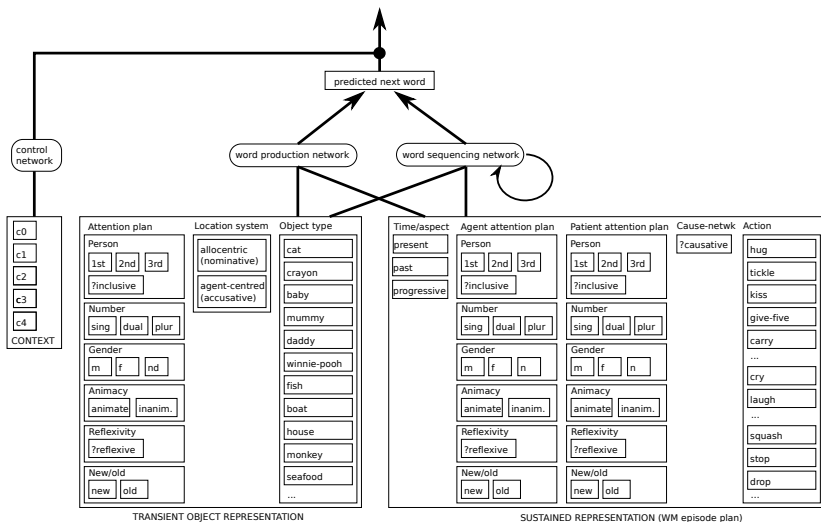 predicted next word
control
network
word production network
word sequencing network
c0
c1
c2
c3
c4
CONTEXT
Attention plan
Person
1st 2nd 3rd
?inclusive
Number
sing dual plur
Gender
m f nd
Animacy
animate inanim.
Reflexivity
?reflexive
New/old
new old
Location system
allocentric
(nominative)
agent-centred
(accusative)
Object type
cat
crayon
baby
mummy
daddy
winnie-pooh
fish
boat
house
monkey
seafood
...
TRANSIENT OBJECT REPRESENTATION
Time/aspect
present
past
progressive
Agent attention plan
Person
1st 2nd 3rd
?inclusive
Number
sing dual plur
Gender
m f n
Animacy
animate inanim.
Reflexivity
?reflexive
New/old
new old
Patient attention plan
Person
1st 2nd 3rd
?inclusive
Number
sing dual plur
Gender
m f n
Animacy
animate inanim.
Reflexivity
?reflexive
New/old
new old
Cause-netwk
?causative
Action
hug
tickle
kiss
give-five
carry
...
cry
laugh
...
squash
stop
drop
...
SUSTAINED REPRESENTATION (WM episode plan)